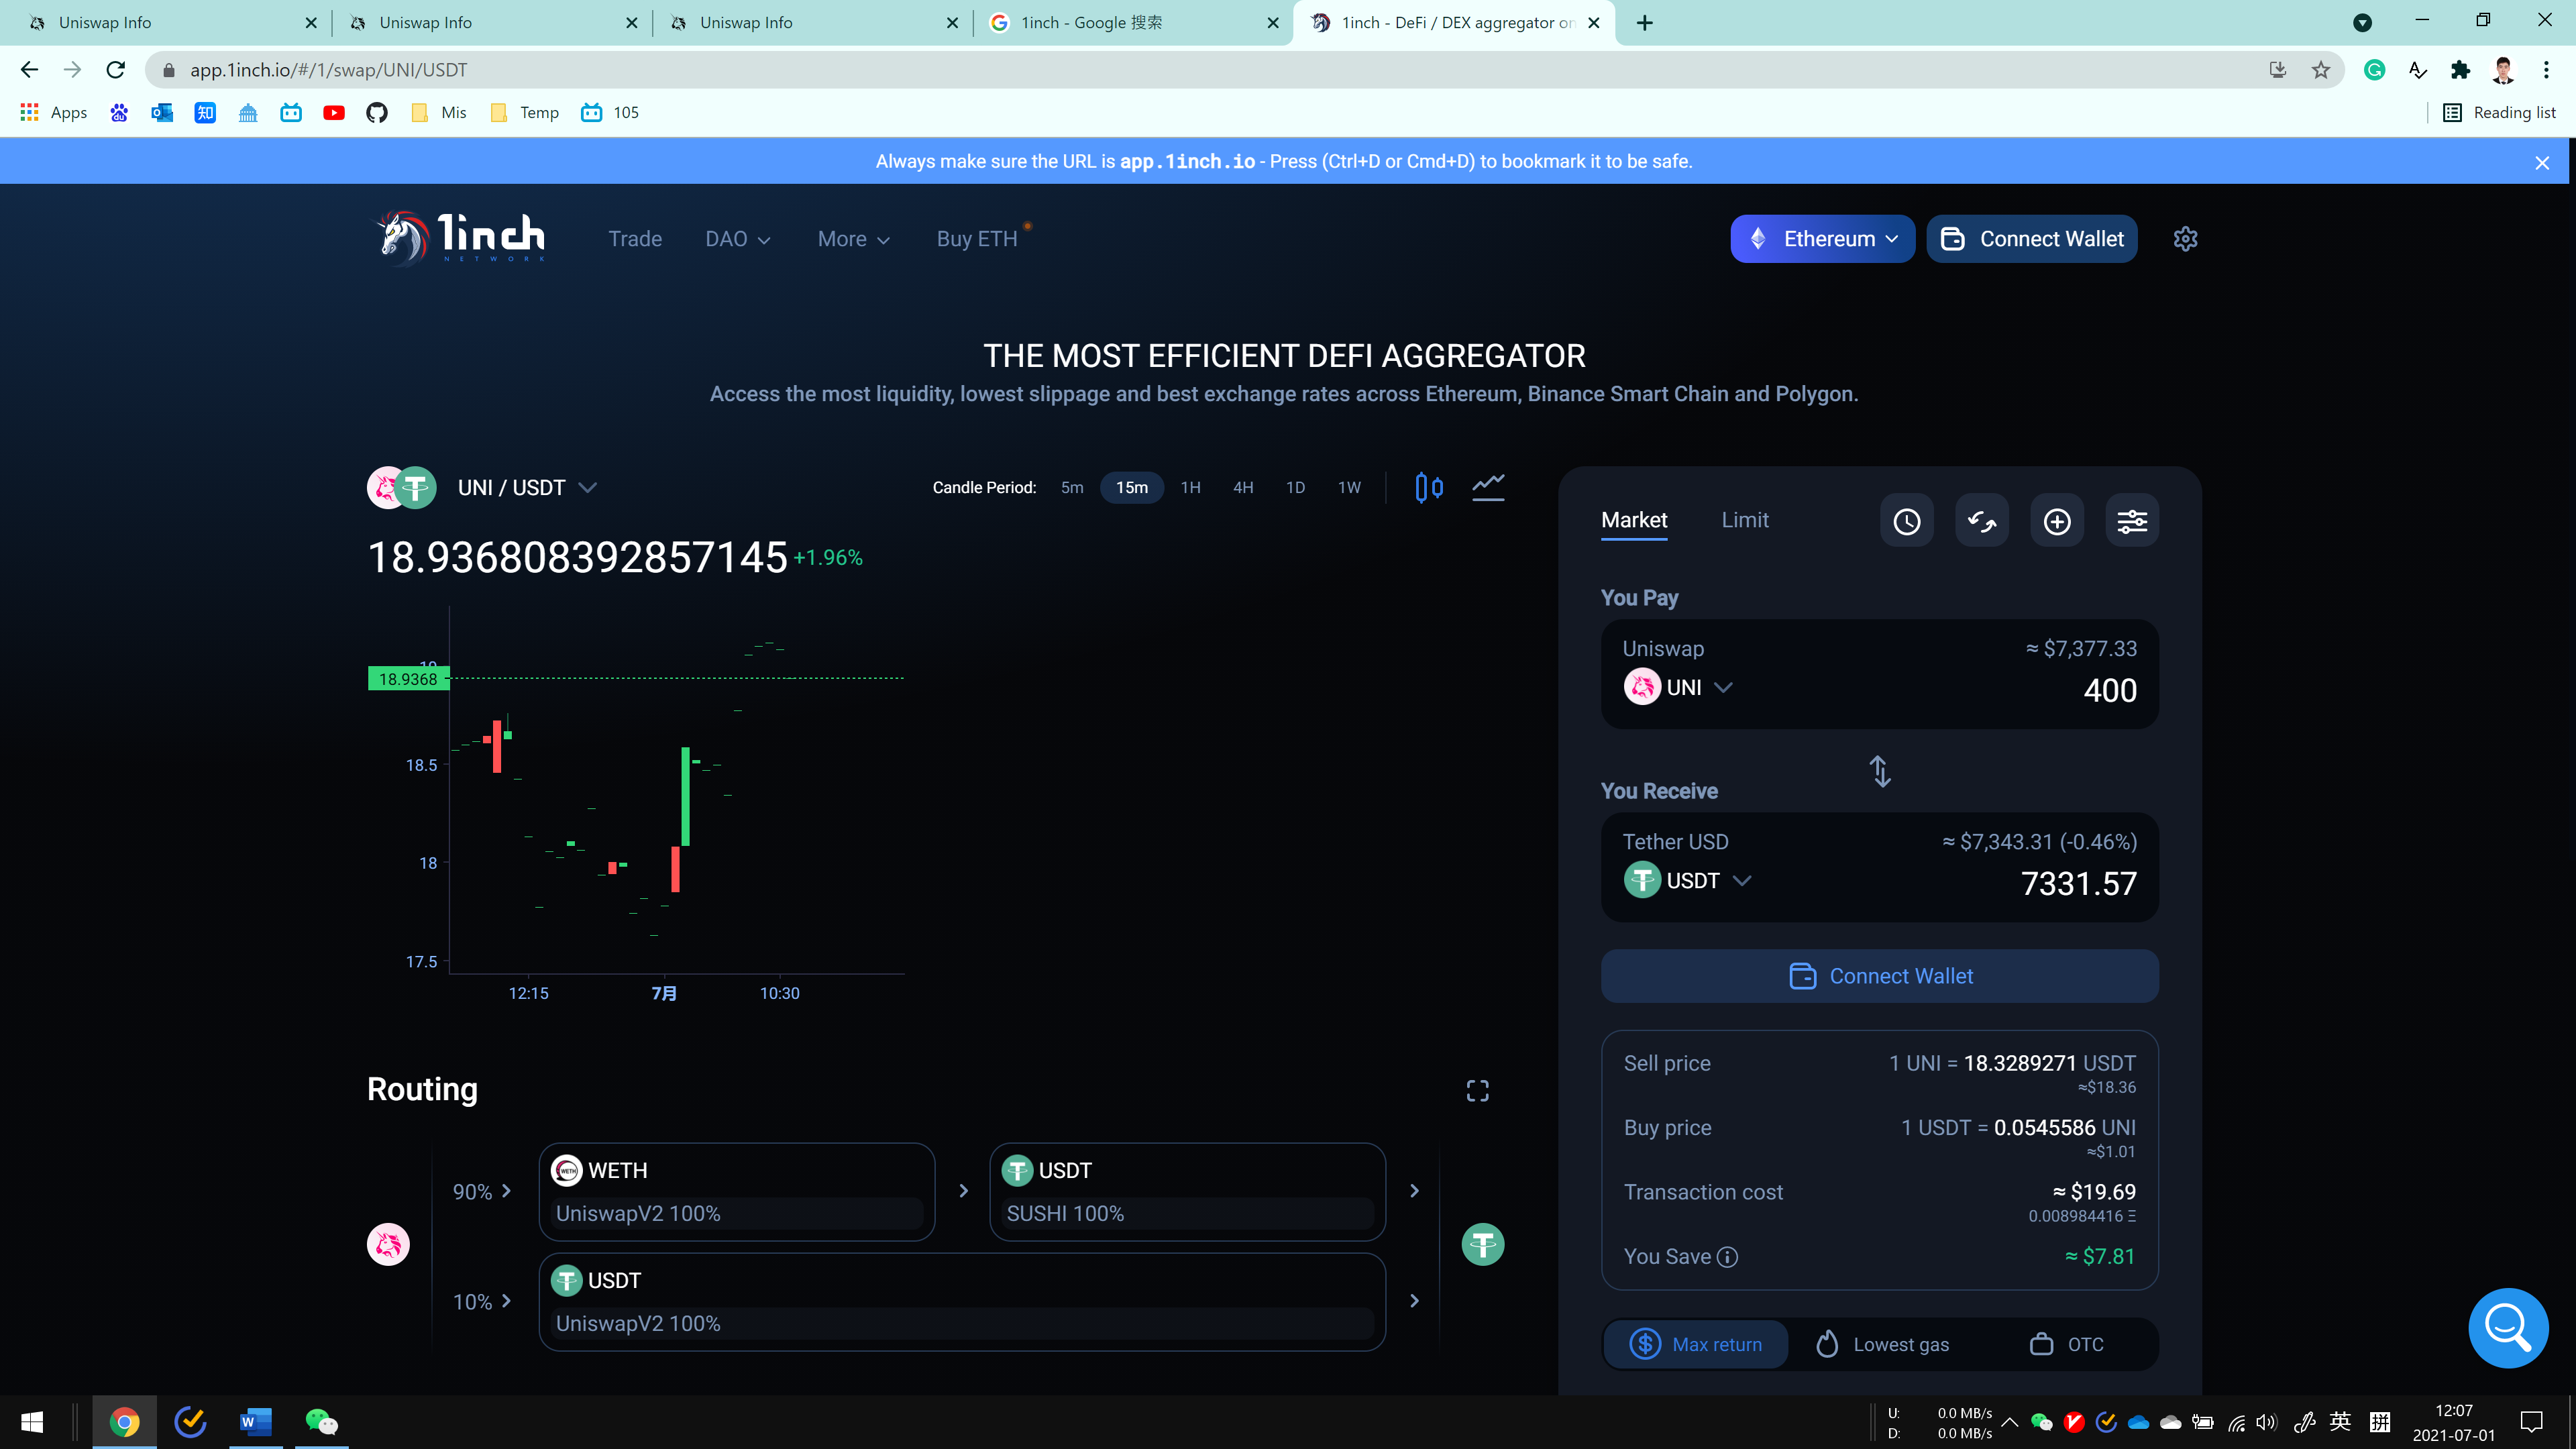 Uniswap Info
Uniswap Info
Uniswap Info
1inch - Google 搜索
1inch - DeFi / DEX aggregator on
app.1inch.io/#/1/swap/UNI/USDT
Apps
du
知
Mis
Temp
105
Reading list
Always make sure the URL is app.1inch.io - Press (Ctrl+D or Cmd+D) to bookmark it to be safe.
1inch
NETWORK
Trade
DAO
More
Buy ETH
Ethereum
Connect Wallet
THE MOST EFFICIENT DEFI AGGREGATOR
Access the most liquidity, lowest slippage and best exchange rates across Ethereum, Binance Smart Chain and Polygon.
UNI / USDT
Candle Period:
5m
15m
1H
4H
1D
1W
18.936808392857145 +1.96%
19
18.9368
18.5
18
17.5
12:15
7月
10:30
Routing
90%
WETH
UniswapV2 100%
USDT
SUSHI 100%
10%
USDT
UniswapV2 100%
Market
Limit
You Pay
Uniswap
≈ $7,377.33
UNI
400
You Receive
Tether USD
≈ $7,343.31 (-0.46%)
USDT
7331.57
Connect Wallet
Sell price
1 UNI = 18.3289271 USDT
≈$18.36
Buy price
1 USDT = 0.0545586 UNI
≈$1.01
Transaction cost
≈ $19.69
0.008984416 Ξ
You Save
≈ $7.81
Max return
Lowest gas
OTC
U: 0.0 MB/s
D: 0.0 MB/s
英
拼
12:07
2021-07-01